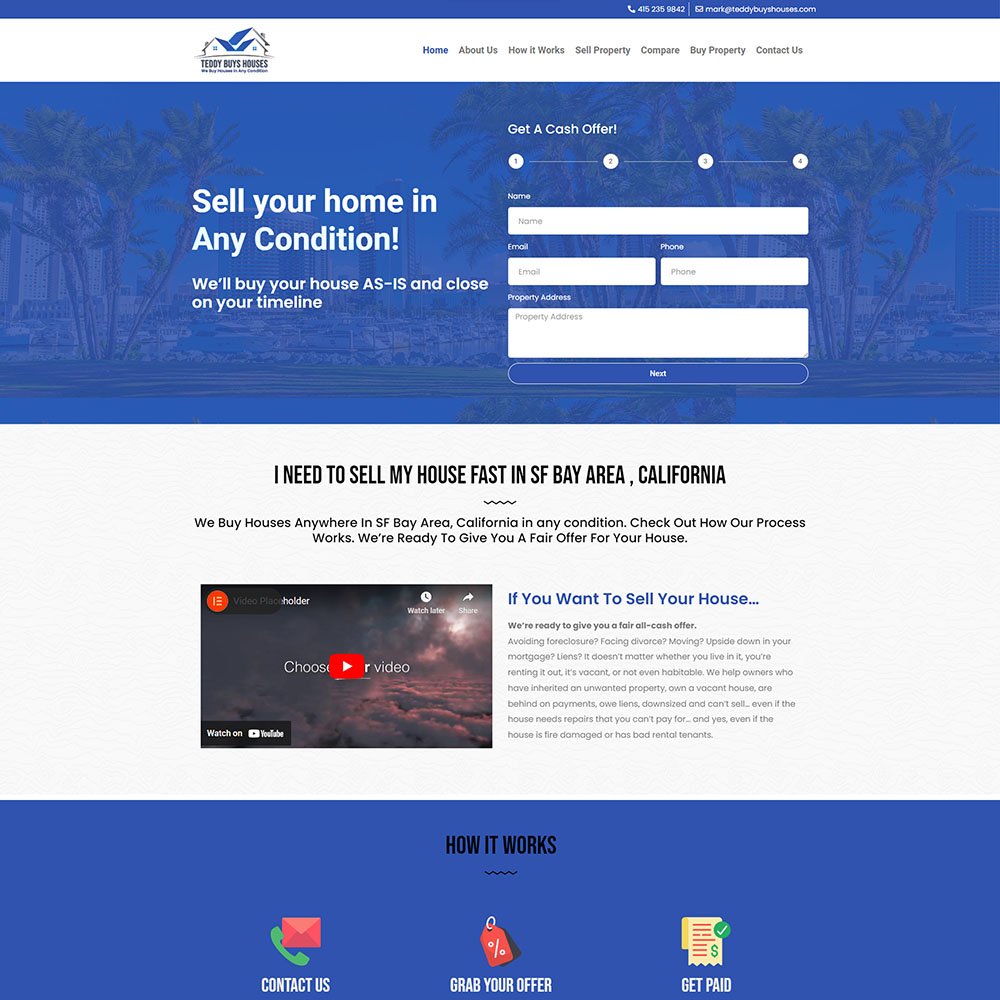 415 235 9842
mark@teddybuyshouses.com
TEDDY BUYS HOUSES
We Buy Houses In Any Condition
Home
About Us
How it Works
Sell Property
Compare
Buy Property
Contact Us
Sell your home in
Any Condition!
We’ll buy your house AS-IS and close
on your timeline
Get A Cash Offer!
1
2
3
4
Name
Name
Email
Phone
Email
Phone
Property Address
Property Address
Next
I NEED TO SELL MY HOUSE FAST IN SF BAY AREA , CALIFORNIA
We Buy Houses Anywhere In SF Bay Area, California in any condition. Check Out How Our Process
Works. We’re Ready To Give You A Fair Offer For Your House.
Video Placeholder
Watch later
Share
Choose your video
Watch on YouTube
If You Want To Sell Your House…
We’re ready to give you a fair all-cash offer.
Avoiding foreclosure? Facing divorce? Moving? Upside down in your
mortgage? Liens? It doesn’t matter whether you live in it, you’re
renting it out, it’s vacant, or not even habitable. We help owners who
have inherited an unwanted property, own a vacant house, are
behind on payments, owe liens, downsized and can’t sell… even if the
house needs repairs that you can’t pay for… and yes, even if the
house is fire damaged or has bad rental tenants.
HOW IT WORKS
CONTACT US
GRAB YOUR OFFER
GET PAID